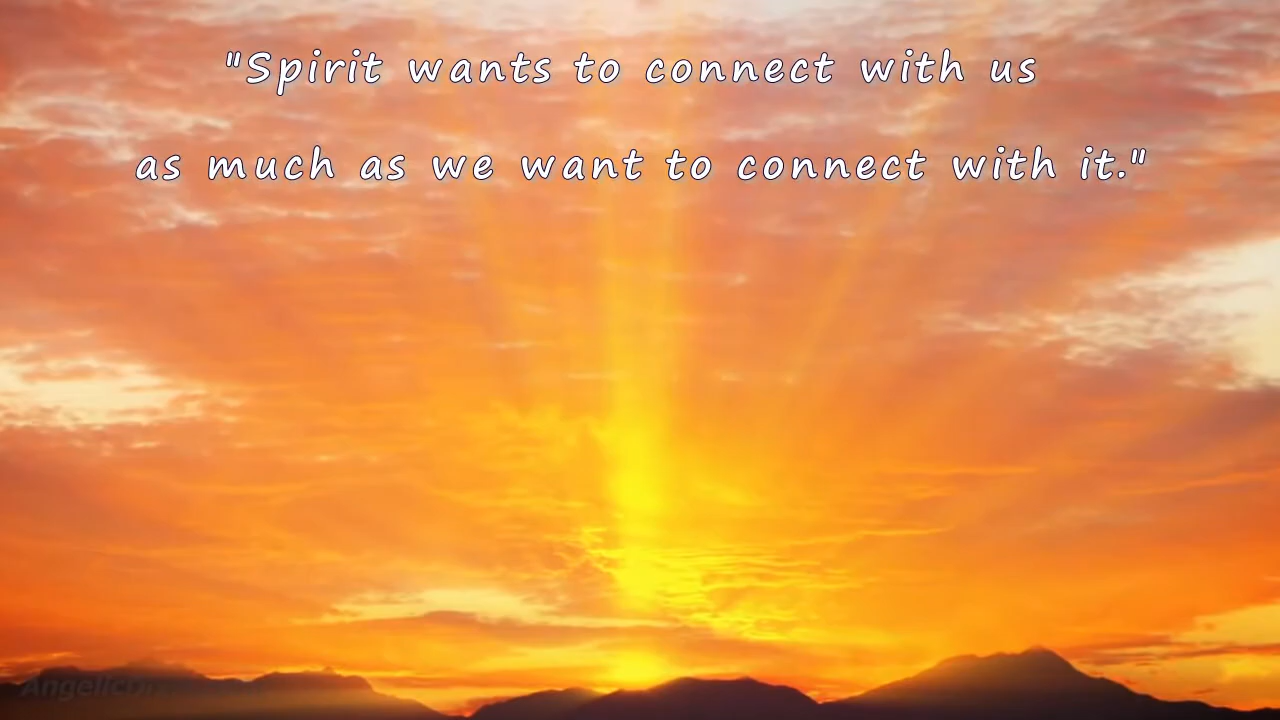 "Spirit wants to connect with us
as much as we want to connect with it."